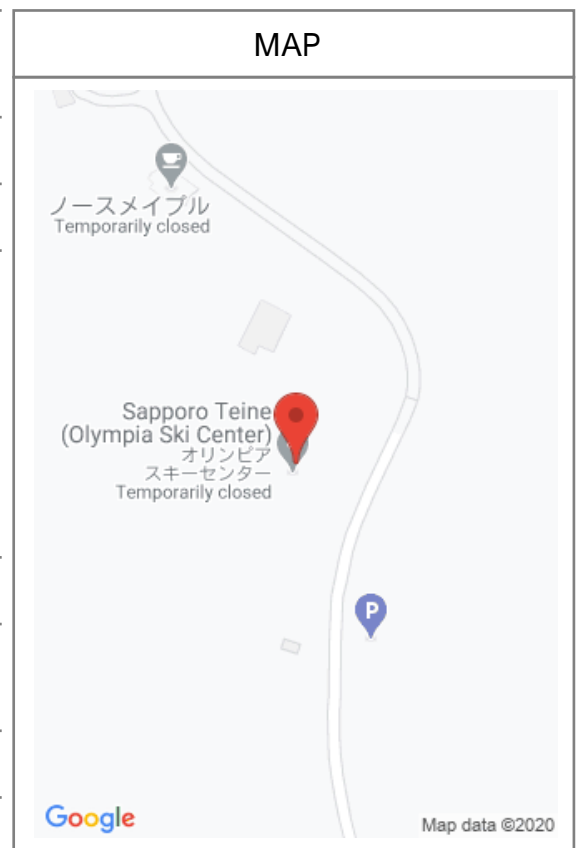 MAP
ノースメイプル
Temporarily closed
Sapporo Teine
(Olympia Ski Center)
オリンピア
スキーセンター
Temporarily closed
P
Google
Map data ©2020